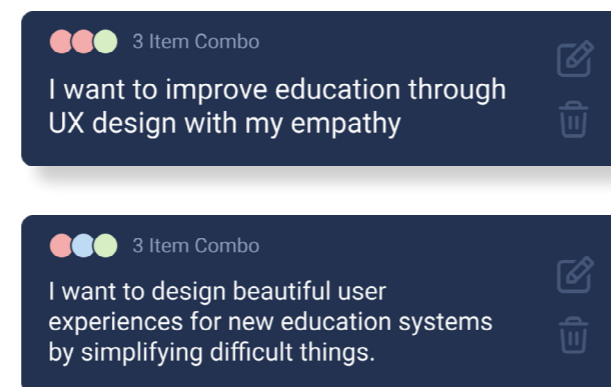 3 Item Combo
I want to improve education through
UX design with my empathy
3 Item Combo
I want to design beautiful user
experiences for new education systems
by simplifying difficult things.